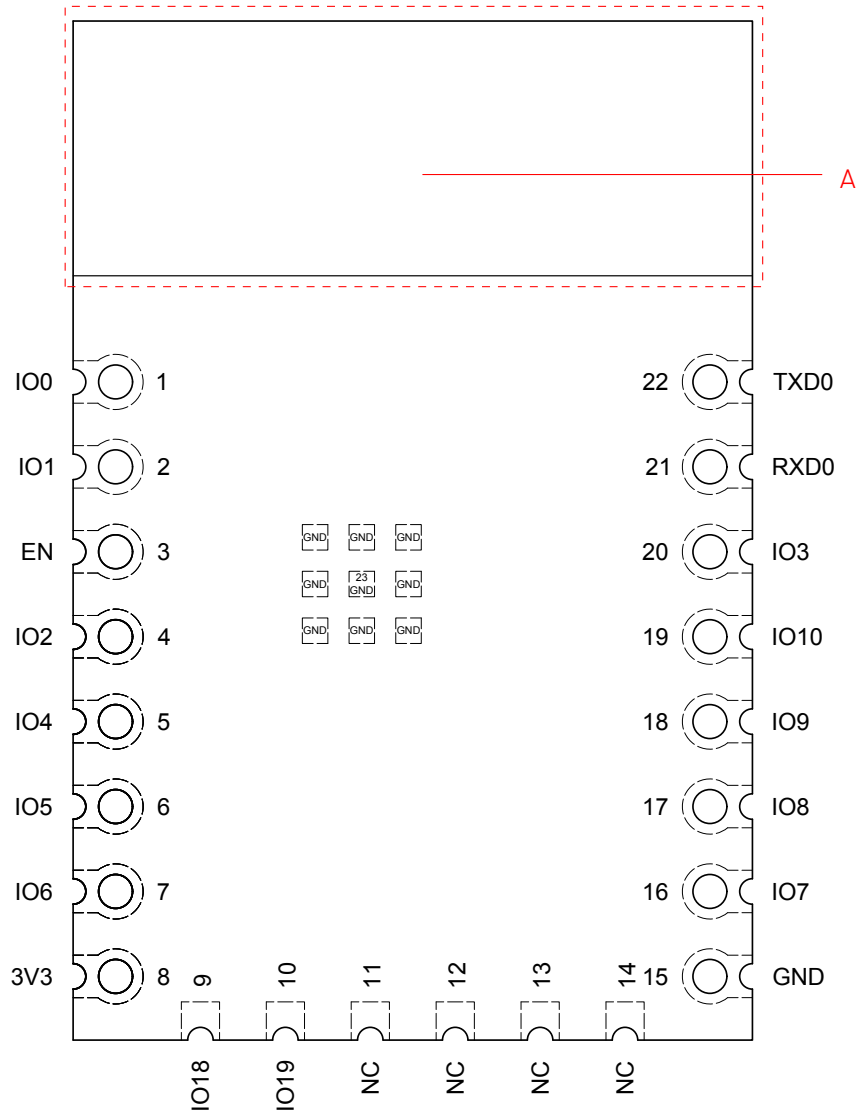 A
IO0 1 22 TXD0
IO1 2 21 RXD0
EN 3 20 IO3
GND GND GND
GND 23 GND GND
GND GND GND
IO2 4 19 IO10
IO4 5 18 IO9
IO5 6 17 IO8
IO6 7 16 IO7
3V3 8 9 10 11 12 13 14 15 GND
IO18 IO19 NC NC NC NC